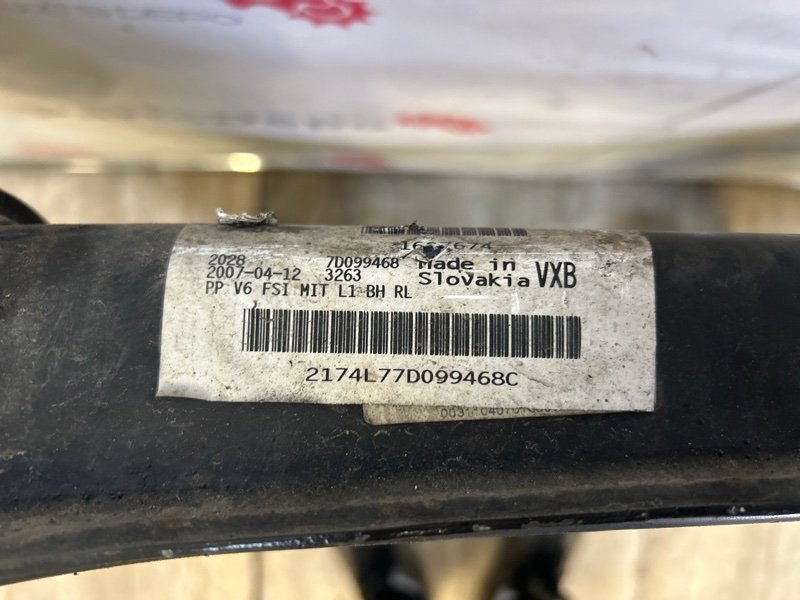 2028 7D099468 Made in
2007-04-12 3263 Slovakia VXB
PP V6 FSI MIT L1 BH RL
2174L77D099468C